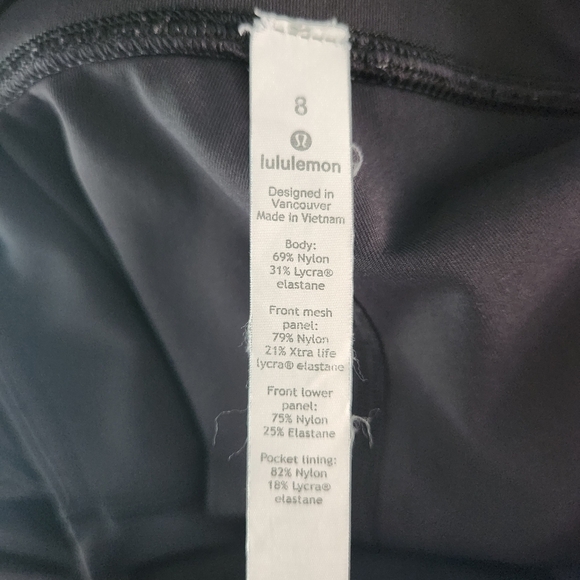 8
lululemon
Designed in
Vancouver
Made in Vietnam
Body:
69% Nylon
31% Lycra®
elastane
Front mesh
panel:
79% Nylon
21% Xtra life
lycra® elastane
Front lower
panel:
75% Nylon
25% Elastane
Pocket lining:
82% Nylon
18% Lycra®
elastane